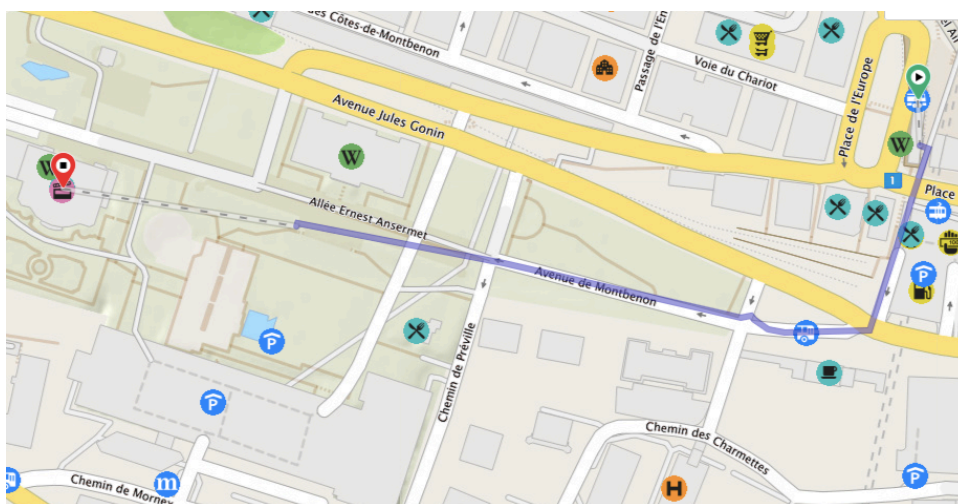 des Côtes-de-Montbenon
Passage de l'E
Voie du Chariot
Place de l'Europe
Avenue Jules Gonin
W
W
W
1
Place
Allée Ernest Ansermet
Avenue de Montbenon
Chemin de Préville
P
P
P
P
Chemin des Charmettes
Chemin de Morne
m
H